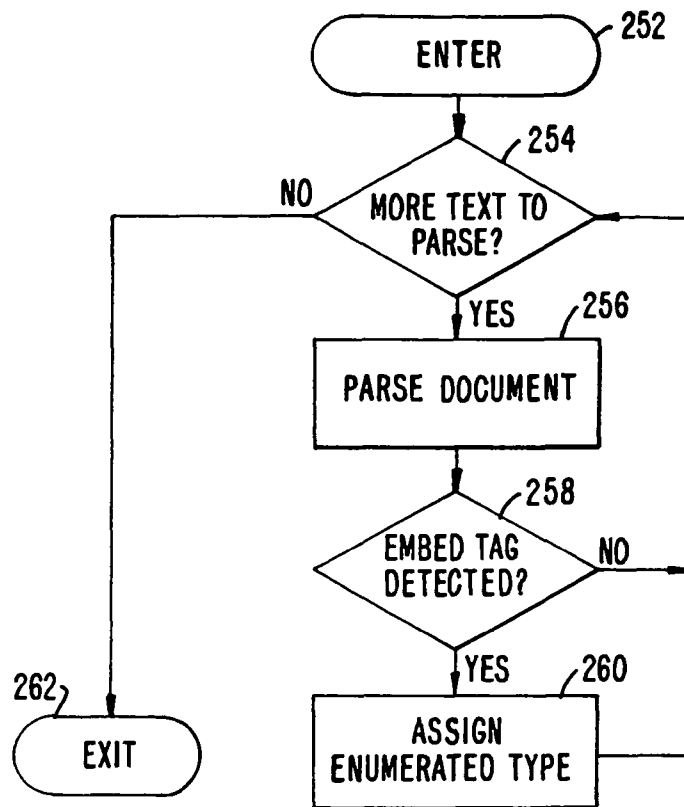 ENTER
252
254
MORE TEXT TO
PARSE?
NO
YES
256
PARSE DOCUMENT
258
EMBED TAG
DETECTED?
NO
YES
260
ASSIGN
ENUMERATED TYPE
262
EXIT